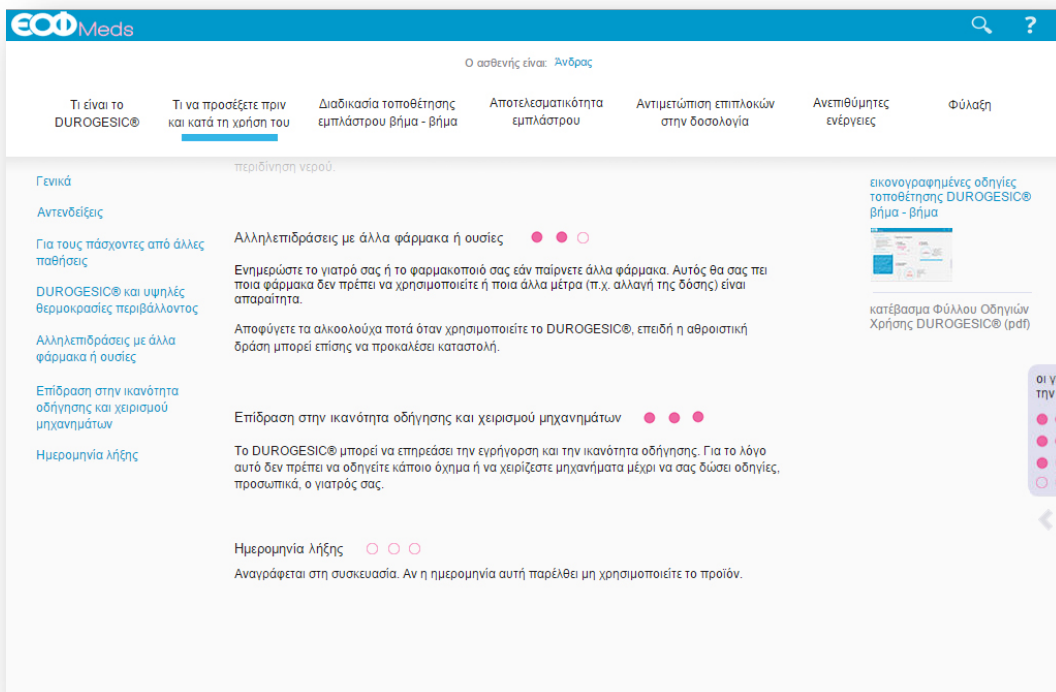 ΕΟΦMeds
?
Ο ασθενής είναι: Άνδρας
Τι είναι το
DUROGESIC®
Τι να προσέξετε πριν
και κατά τη χρήση του
Διαδικασία τοποθέτησης
εμπλάστρου βήμα - βήμα
Αποτελεσματικότητα
εμπλάστρου
Αντιμετώπιση επιπλοκών
στην δοσολογία
Ανεπιθύμητες
ενέργειες
Φύλαξη
Γενικά
Αντενδείξεις
Για τους πάσχοντες από άλλες
παθήσεις
DUROGESIC® και υψηλές
θερμοκρασίες περιβάλλοντος
Αλληλεπιδράσεις με άλλα
φάρμακα ή ουσίες
Επίδραση στην ικανότητα
οδήγησης και χειρισμού
μηχανημάτων
Ημερομηνία λήξης
περιδίνηση νερού.
Αλληλεπιδράσεις με άλλα φάρμακα ή ουσίες
Ενημερώστε το γιατρό σας ή το φαρμακοποιό σας εάν παίρνετε άλλα φάρμακα. Αυτός θα σας πει
ποια φάρμακα δεν πρέπει να χρησιμοποιείτε ή ποια άλλα μέτρα (π.χ. αλλαγή της δόσης) είναι
απαραίτητα.
Αποφύγετε τα αλκοολούχα ποτά όταν χρησιμοποιείτε το DUROGESIC®, επειδή η αθροιστική
δράση μπορεί επίσης να προκαλέσει καταστολή.
Επίδραση στην ικανότητα οδήγησης και χειρισμού μηχανημάτων
Το DUROGESIC® μπορεί να επηρεάσει την εγρήγορση και την ικανότητα οδήγησης. Για το λόγο
αυτό δεν πρέπει να οδηγείτε κάποιο όχημα ή να χειρίζεστε μηχανήματα μέχρι να σας δώσει οδηγίες,
προσωπικά, ο γιατρός σας.
Ημερομηνία λήξης
Αναγράφεται στη συσκευασία. Αν η ημερομηνία αυτή παρέλθει μη χρησιμοποιείτε το προϊόν.
εικονογραφημένες οδηγίες
τοποθέτησης DUROGESIC®
βήμα - βήμα
κατέβασμα Φύλλου Οδηγιών
Χρήσης DUROGESIC® (pdf)
οι γ
την